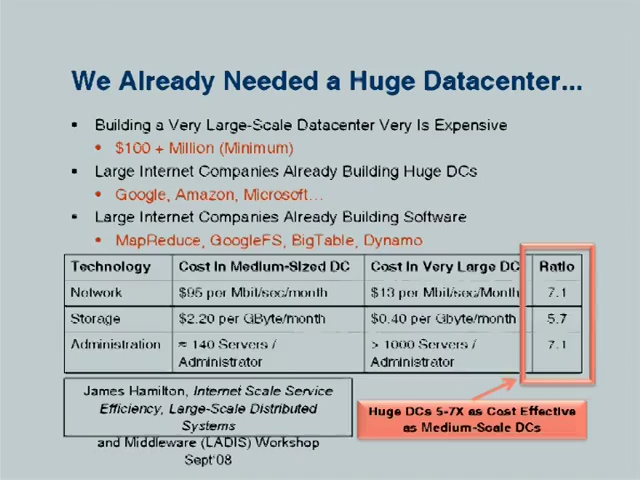 We Already Needed a Huge Datacenter...
▪ Building a Very Large-Scale Datacenter Very Is Expensive
• $100 + Million (Minimum)
▪ Large Internet Companies Already Building Huge DCs
• Google, Amazon, Microsoft…
▪ Large Internet Companies Already Building Software
• MapReduce, GoogleFS, BigTable, Dynamo
Technology Cost In Medium-Sized DC Cost In Very Large DC Ratio
Network $95 per Mbit/sec/month $13 per Mbit/sec/Month 7.1
Storage $2.20 per GByte/month $0.40 per Gbyte/month 5.7
Administration ≈ 140 Servers / > 1000 Servers / 7.1
Administrator Administrator
James Hamilton, Internet Scale Service
Efficiency, Large-Scale Distributed
Systems
and Middleware (LADIS) Workshop
Sept'08
Huge DCs 5-7X as Cost Effective
as Medium-Scale DCs